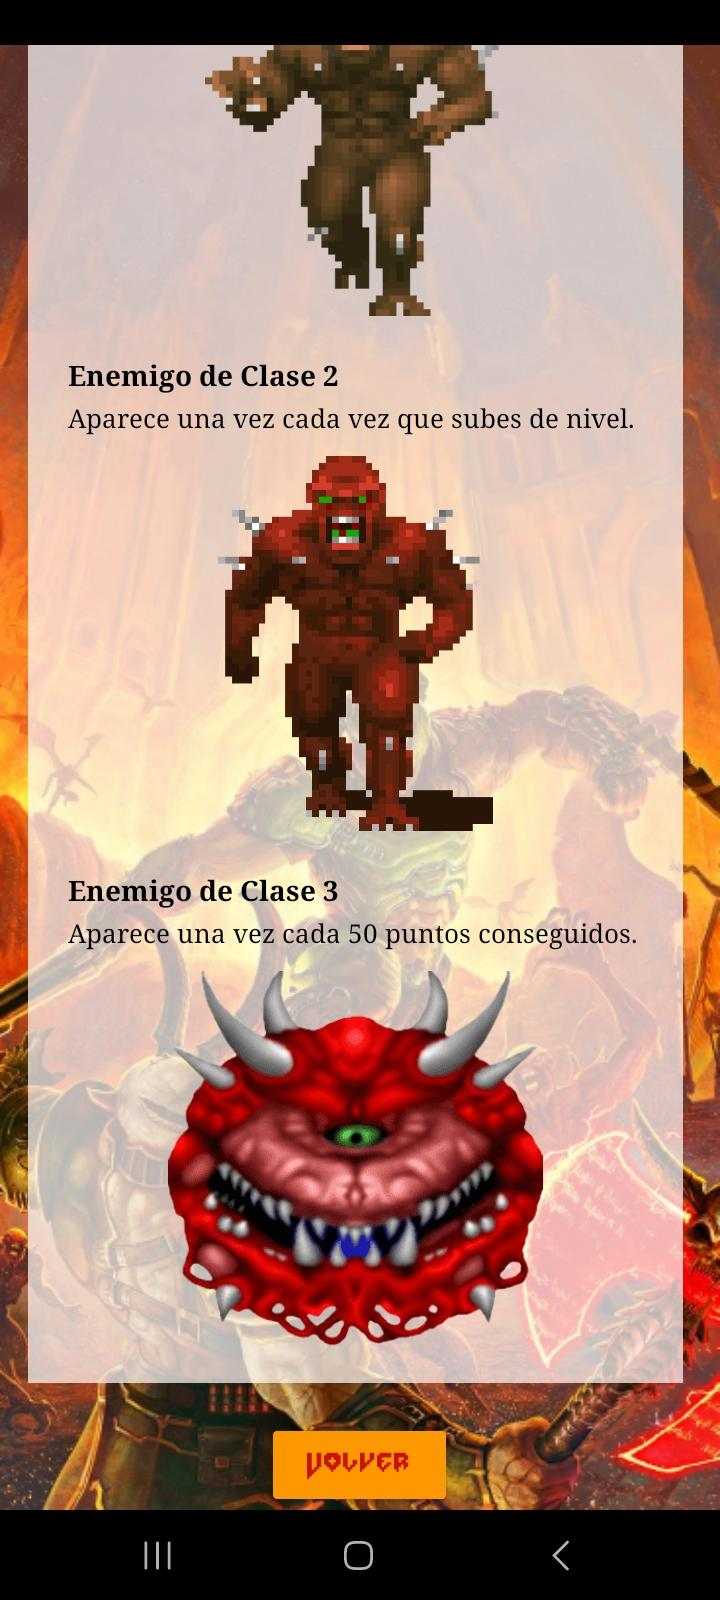 Enemigo de Clase 2
Aparece una vez cada vez que subes de nivel.
Enemigo de Clase 3
Aparece una vez cada 50 puntos conseguidos.
VOLVER